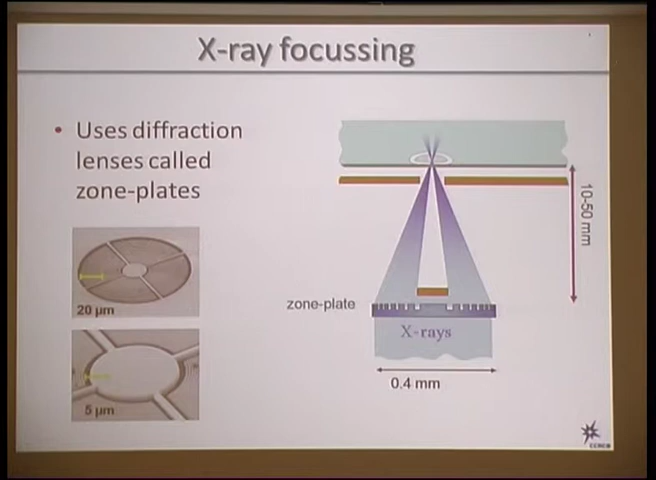 X-ray focussing
• Uses diffraction
lenses called
zone-plates
20 µm
5 µm
10-50 mm
zone-plate
X-rays
0.4 mm